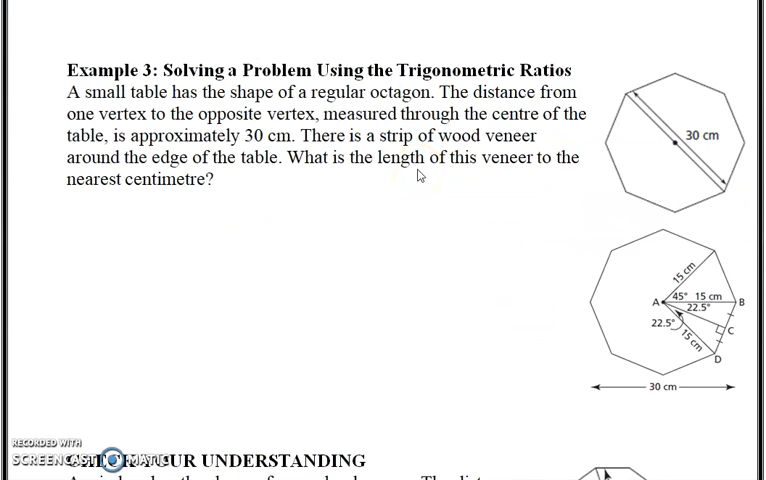 Example 3: Solving a Problem Using the Trigonometric Ratios
A small table has the shape of a regular octagon. The distance from
one vertex to the opposite vertex, measured through the centre of the
table, is approximately 30 cm. There is a strip of wood veneer
around the edge of the table. What is the length of this veneer to the
nearest centimetre?
30 cm
15 cm
A 45° 15 cm B
22.5°
22.5° C
15 cm
D
30 cm
RECORDED WITH
SCREENCAST MATIC
UR UNDERSTANDING